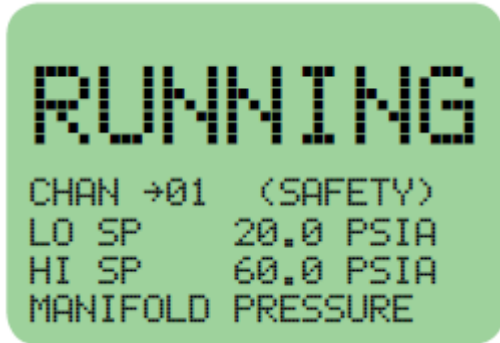 RUNNING
CHAN →01 (SAFETY)
LO SP 20.0 PSIA
HI SP 60.0 PSIA
MANIFOLD PRESSURE